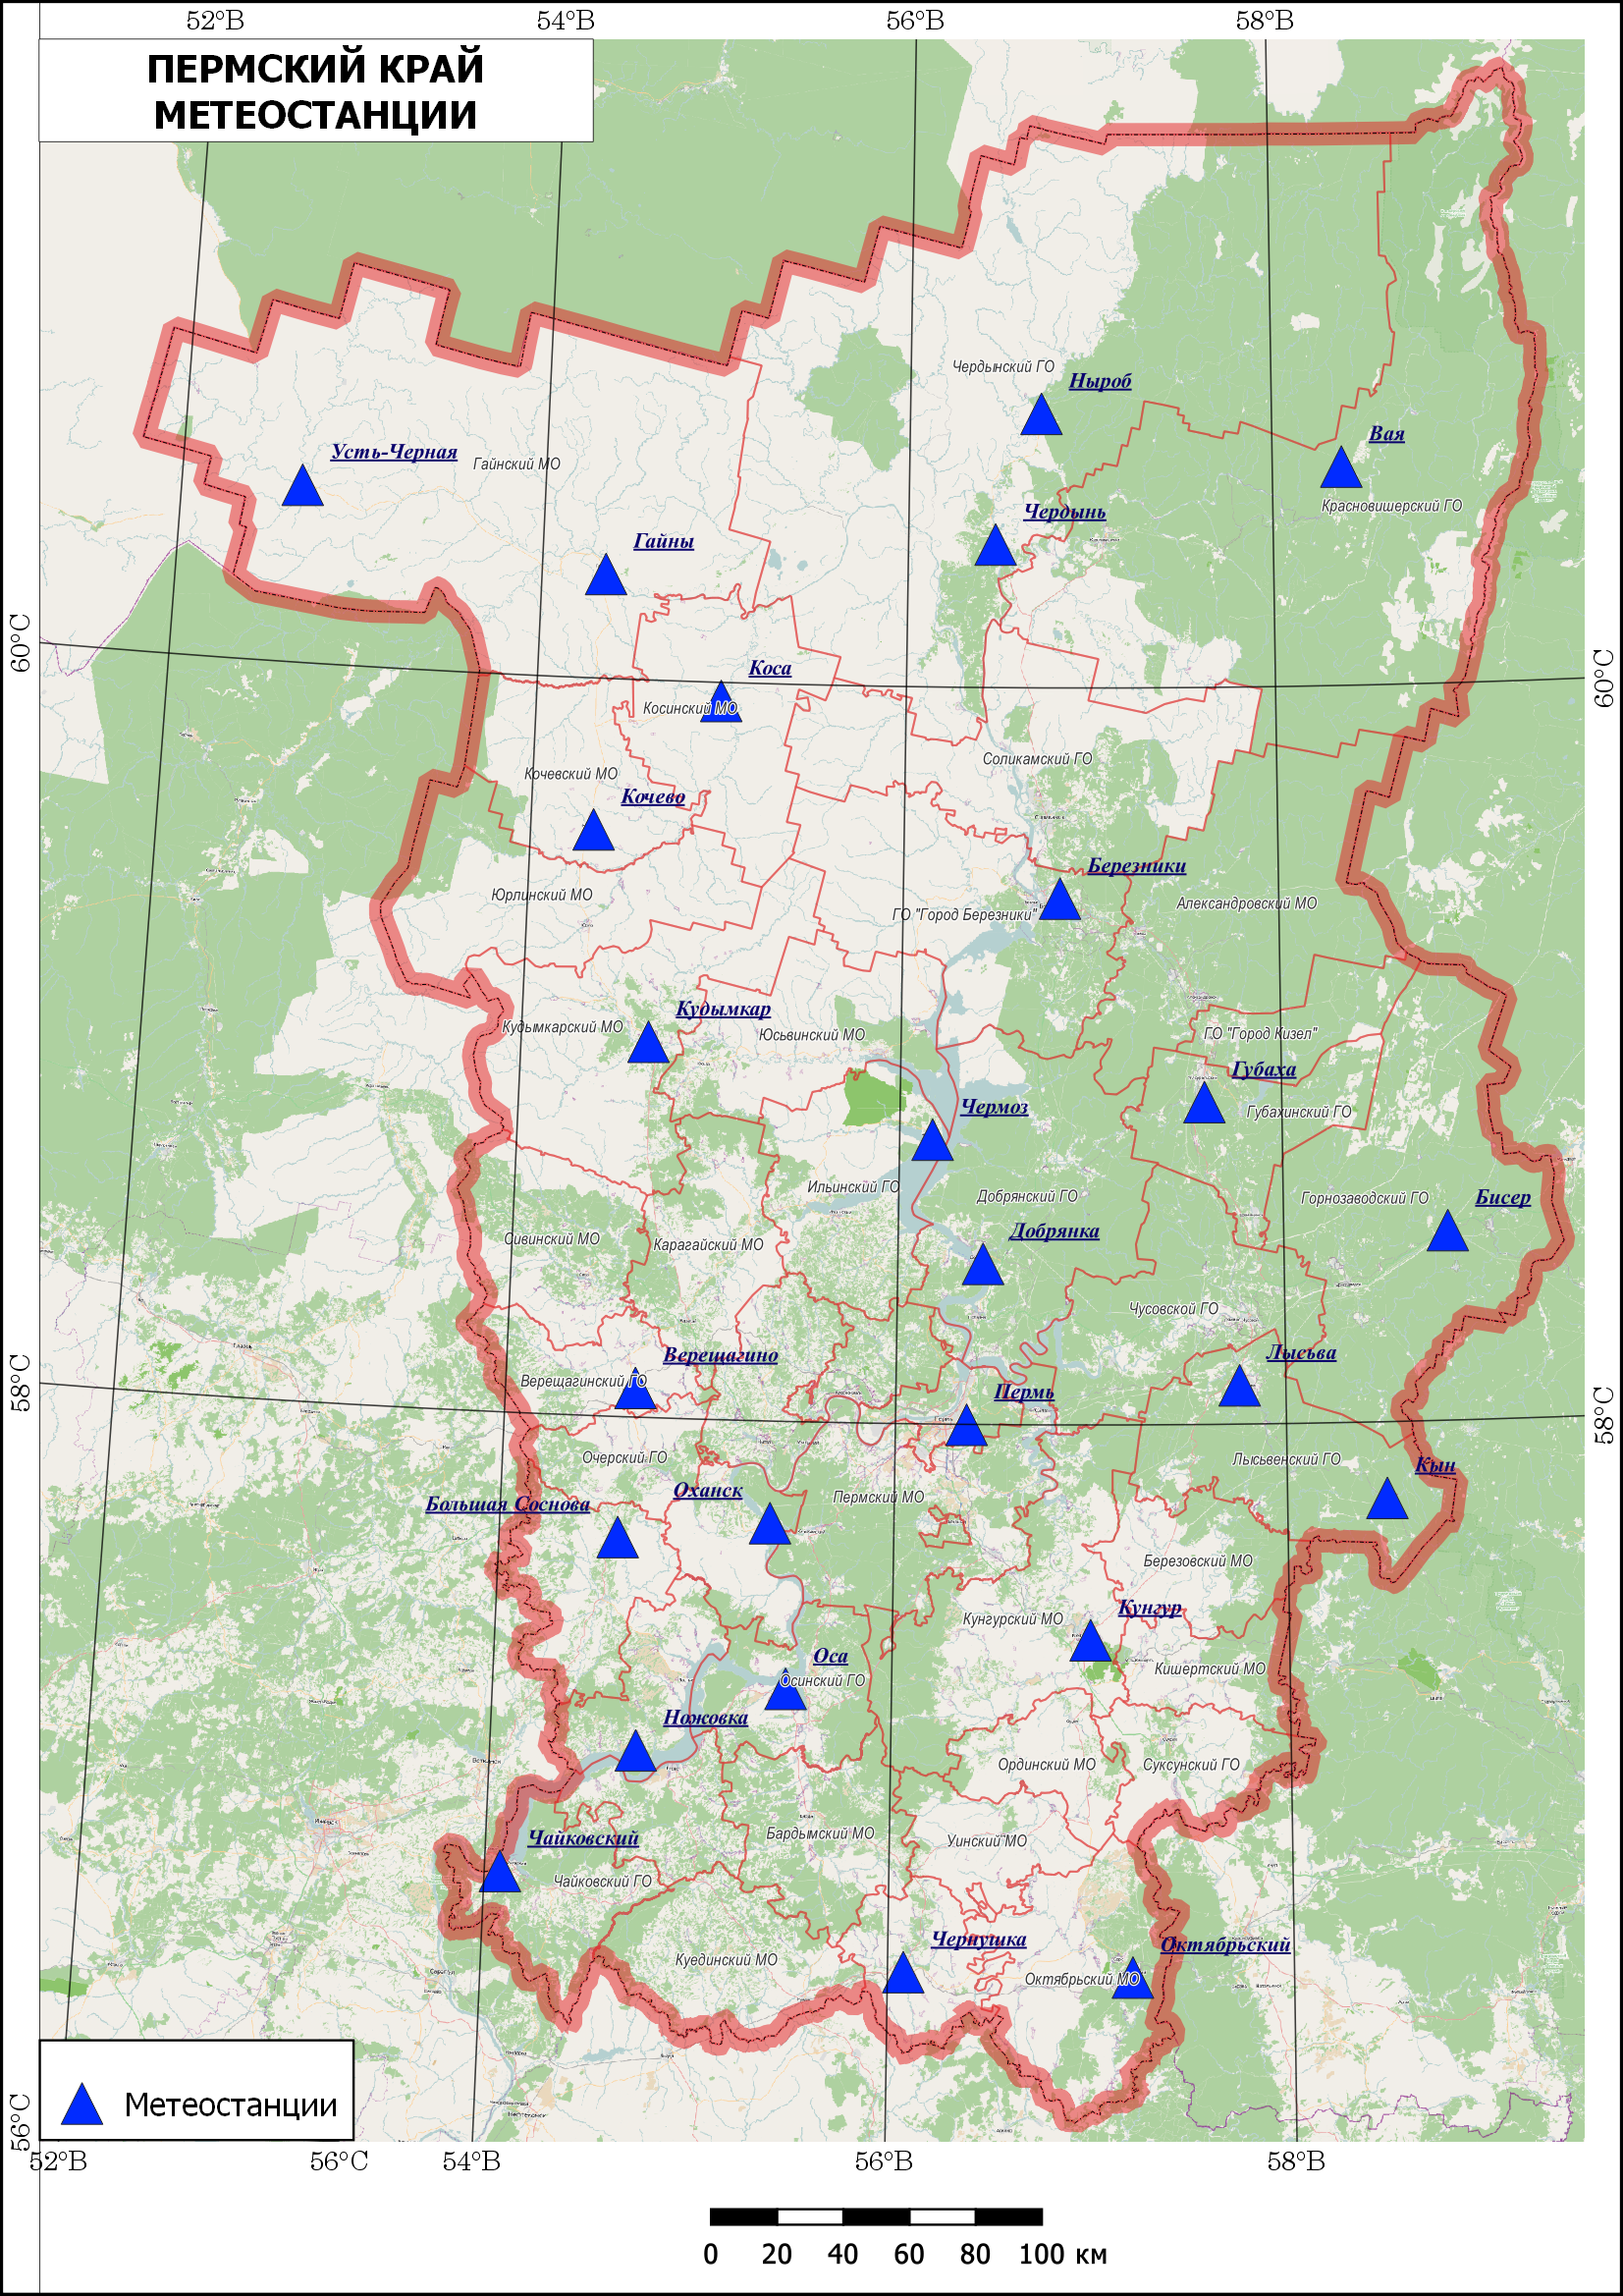 52°В 54°В 56°В 58°В
ПЕРМСКИЙ КРАЙ
МЕТЕОСТАНЦИИ
Чердынский ГО
Ныроб
Вая
Усть-Черная
Гайнский МО
Красновишерский ГО
Чердынь
Гайны
60°С
60°С
Коса
Косинский МО
Соликамский ГО
Кочевский МО
Кочево
Березники
Юрлинский МО
Александровский МО
ГО "Город Березники"
Кудымкар
Кудымкарский МО
Юсьвинский МО
ГО "Город Кизел"
Губаха
Чермоз
Губахинский ГО
Ильинский ГО
Добрянский ГО
Горнозаводский ГО
Бисер
Добрянка
Сивинский МО
Карагайский МО
Чусовской ГО
Верещагино
Лысьва
58°С
Верещагинский ГО
Пермь
58°С
Очерский ГО
Лысьвенский ГО
Кын
Оханск
Пермский МО
Большая Соснова
Березовский МО
Кунгур
Кунгурский МО
Оса
Кишертский МО
Осинский ГО
Ножовка
Ординский МО
Суксунский ГО
Чайковский
Бардымский МО
Уинский МО
Чайковский ГО
Чернушка
Октябрьский
Куединский МО
Октябрьский МО
Метеостанции
56°С
52°В 56°С 54°В 56°В 58°В
0 20 40 60 80 100 км